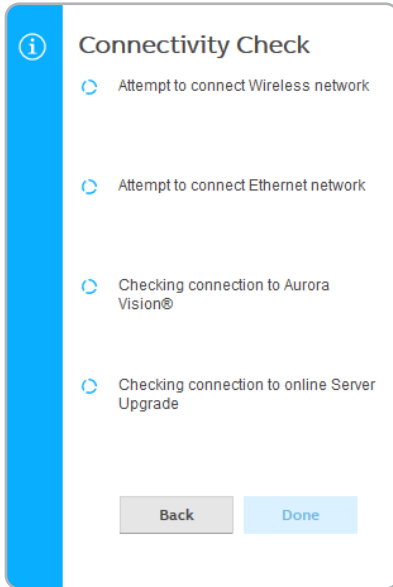 Connectivity Check
Attempt to connect Wireless network
Attempt to connect Ethernet network
Checking connection to Aurora
Vision®
Checking connection to online Server
Upgrade
Back Done